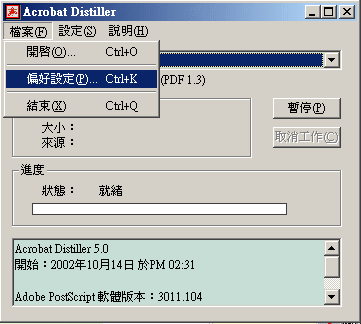 Acrobat Distiller
檔案(F) 設定(S) 說明(H)
開啟(O)... Ctrl+O
偏好設定(P)... Ctrl+K
(PDF 1.3)
結束(X) Ctrl+Q
暫停(P)
大小：
來源：
取消工作(C)
進度
狀態： 就緒
Acrobat Distiller 5.0
開始：2002年10月14日 於PM 02:31
Adobe PostScript 軟體版本：3011.104